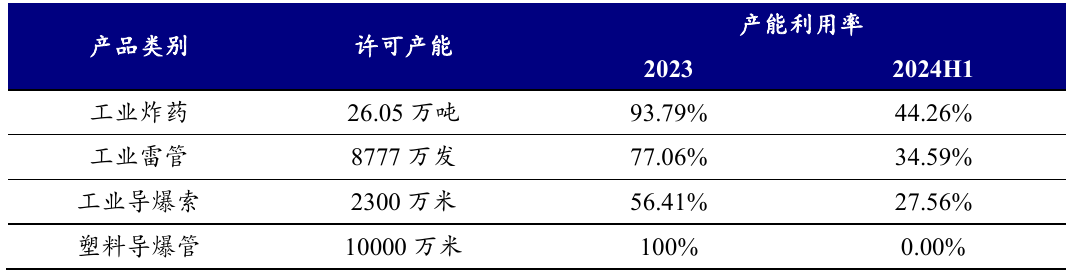 产品类别 许可产能 产能利用率
2023 2024H1
工业炸药 26.05 万吨 93.79% 44.26%
工业雷管 8777 万发 77.06% 34.59%
工业导爆索 2300 万米 56.41% 27.56%
塑料导爆管 10000 万米 100% 0.00%